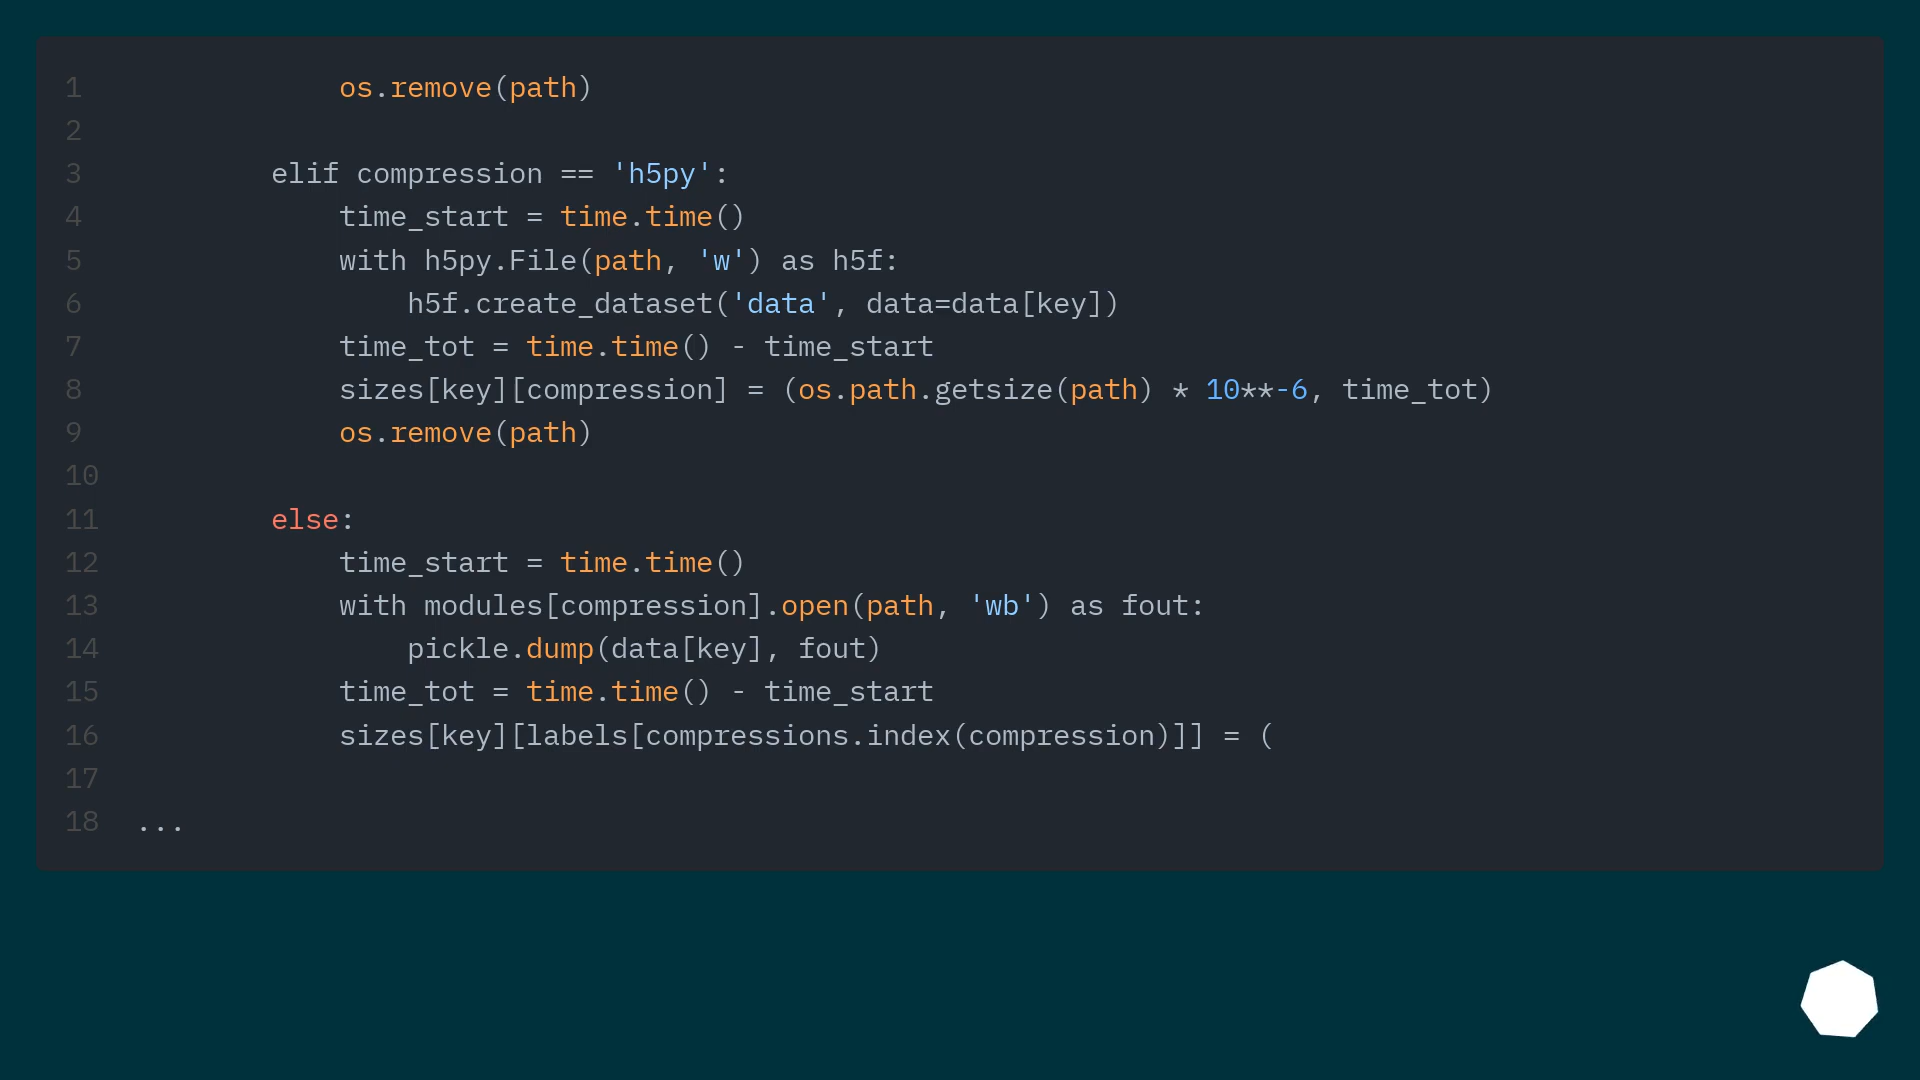 1 os.remove(path)
2
3 elif compression == 'h5py':
4 time_start = time.time()
5 with h5py.File(path, 'w') as h5f:
6 h5f.create_dataset('data', data=data[key])
7 time_tot = time.time() - time_start
8 sizes[key][compression] = (os.path.getsize(path) * 10**-6, time_tot)
9 os.remove(path)
10
11 else:
12 time_start = time.time()
13 with modules[compression].open(path, 'wb') as fout:
14 pickle.dump(data[key], fout)
15 time_tot = time.time() - time_start
16 sizes[key][labels[compressions.index(compression)]] = (
17
18 ...